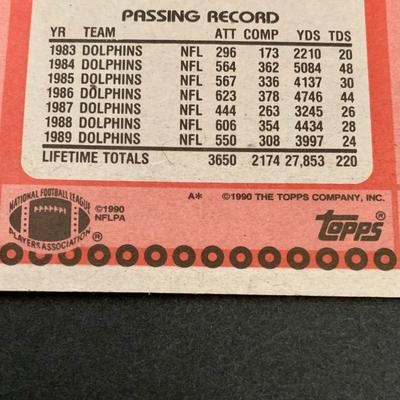 PASSING RECORD
YR TEAM ATT COMP YDS TDS
1983 DOLPHINS NFL 296 173 2210 20
1984 DOLPHINS NFL 564 362 5084 48
1985 DOLPHINS NFL 567 336 4137 30
1986 DOLPHINS NFL 623 378 4746 44
1987 DOLPHINS NFL 444 263 3245 26
1988 DOLPHINS NFL 606 354 4434 28
1989 DOLPHINS NFL 550 308 3997 24
LIFETIME TOTALS 3650 2174 27,853 220
NATIONAL FOOTBALL LEAGUE
PLAYERS ASSOCIATION ®
©1990
NFLPA
A* ©1990 THE TOPPS COMPANY, INC.
TOPPS ®